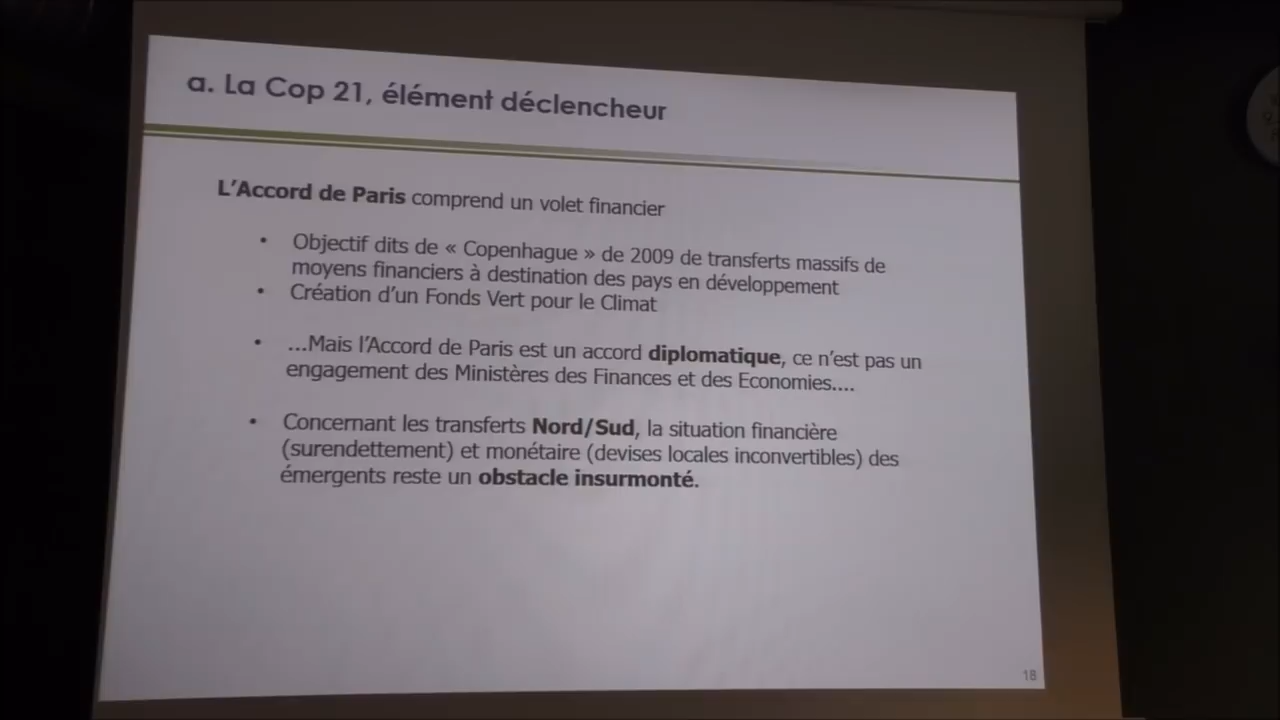 a. La Cop 21, élément déclencheur
L'Accord de Paris comprend un volet financier
• Objectif dits de « Copenhague » de 2009 de transferts massifs de
moyens financiers à destination des pays en développement
• Création d'un Fonds Vert pour le Climat
• ...Mais l'Accord de Paris est un accord diplomatique, ce n'est pas un
engagement des Ministères des Finances et des Economies....
• Concernant les transferts Nord/Sud, la situation financière
(surendettement) et monétaire (devises locales inconvertibles) des
émergents reste un obstacle insurmonté.
18